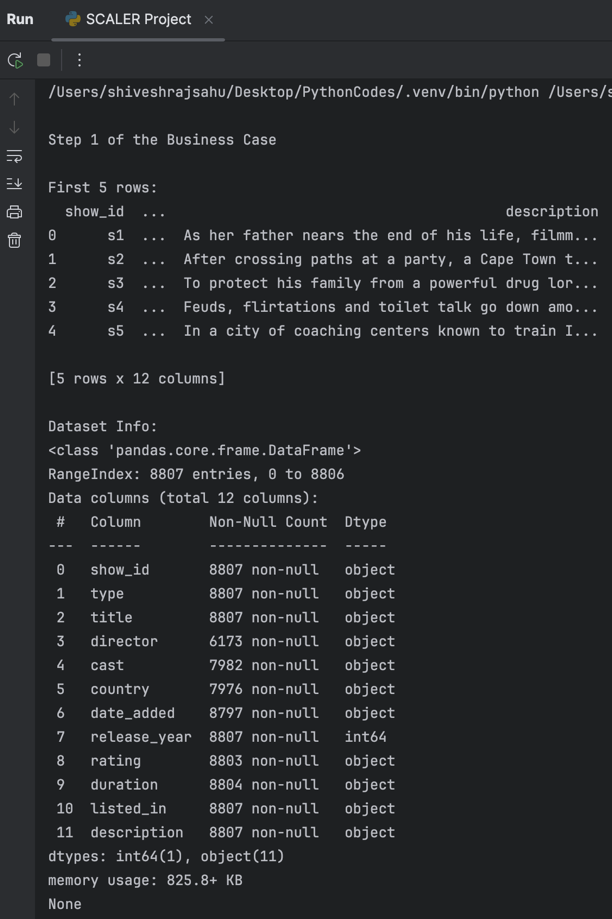 Run SCALER Project
/Users/shiveshrajsahu/Desktop/PythonCodes/.venv/bin/python /Users/s
Step 1 of the Business Case
First 5 rows:
show_id ... description
0 s1 ... As her father nears the end of his life, filmm...
1 s2 ... After crossing paths at a party, a Cape Town t...
2 s3 ... To protect his family from a powerful drug lor...
3 s4 ... Feuds, flirtations and toilet talk go down amo...
4 s5 ... In a city of coaching centers known to train I...
[5 rows x 12 columns]
Dataset Info:
<class 'pandas.core.frame.DataFrame'>
RangeIndex: 8807 entries, 0 to 8806
Data columns (total 12 columns):
# Column Non-Null Count Dtype
--- ------ -------------- -----
0 show_id 8807 non-null object
1 type 8807 non-null object
2 title 8807 non-null object
3 director 6173 non-null object
4 cast 7982 non-null object
5 country 7976 non-null object
6 date_added 8797 non-null object
7 release_year 8807 non-null int64
8 rating 8803 non-null object
9 duration 8804 non-null object
10 listed_in 8807 non-null object
11 description 8807 non-null object
dtypes: int64(1), object(11)
memory usage: 825.8+ KB
None